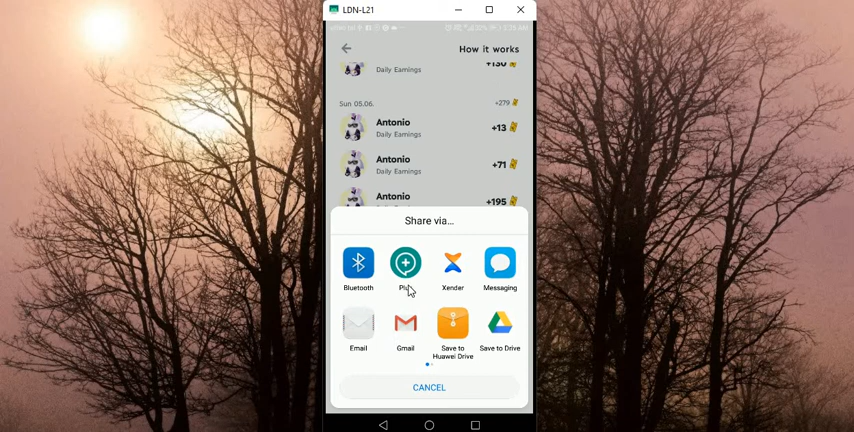 LDN-L21
How it works
Daily Earnings
+130
Sun 05.06.
+279
Antonio
+13
Daily Earnings
Antonio
+71
Daily Earnings
Antonio
+195
Share via...
Bluetooth
Xender
Messaging
Email
Gmail
Save to
Huawei Drive
Save to Drive
CANCEL